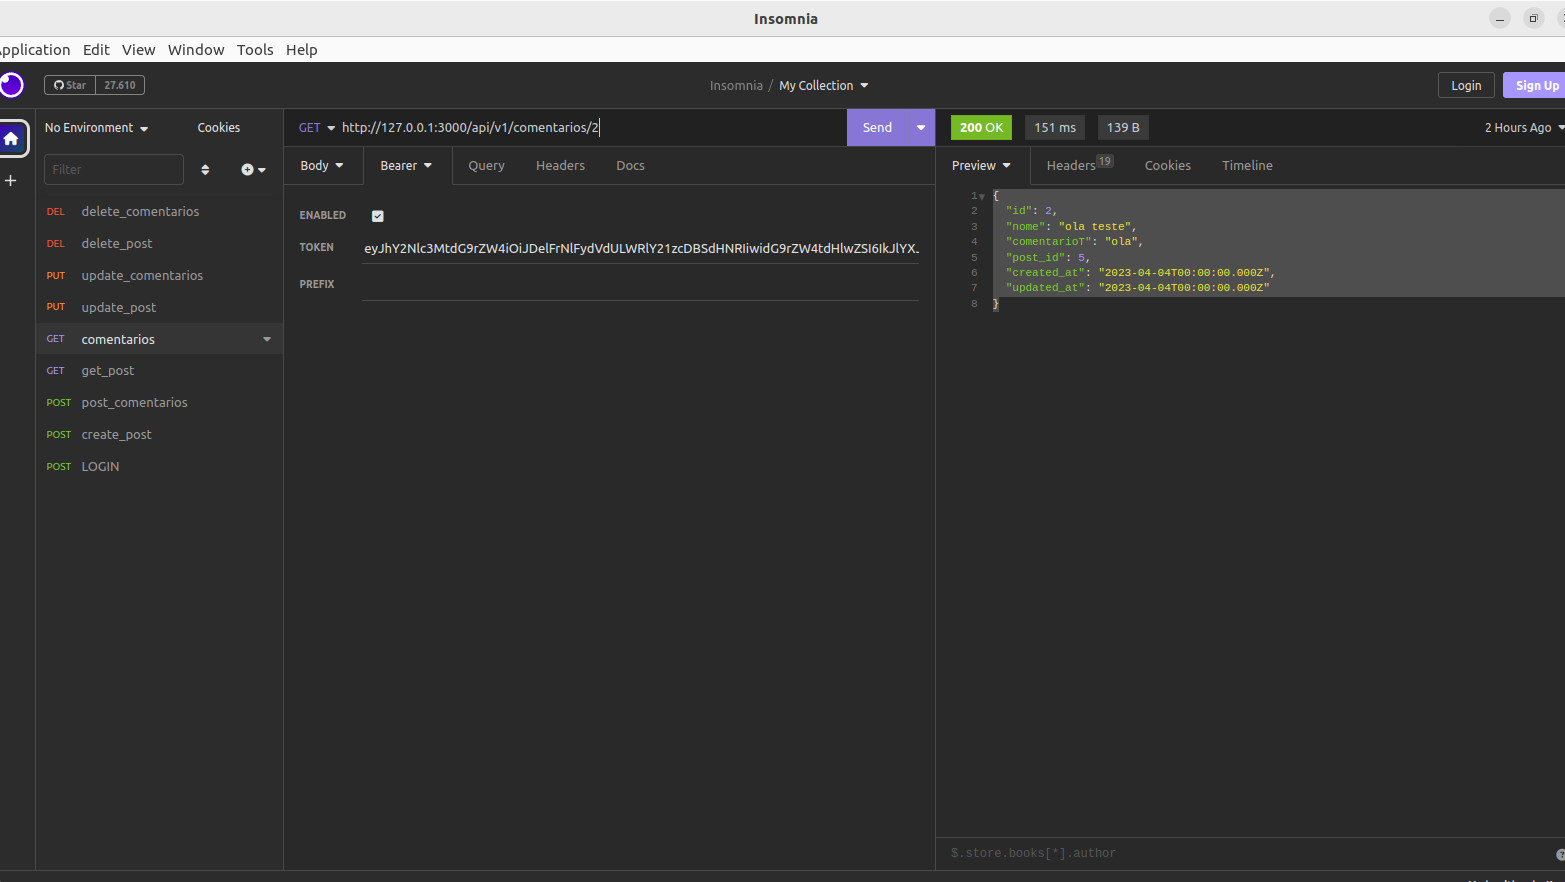 Insomnia
pplication Edit View Window Tools Help
Star 27.610
Insomnia / My Collection
Login Sign Up
No Environment Cookies
Filter
DEL delete_comentarios
DEL delete_post
PUT update_comentarios
PUT update_post
GET comentarios
GET get_post
POST post_comentarios
POST create_post
POST LOGIN
GET http://127.0.0.1:3000/api/v1/comentarios/2 Send
Body Bearer Query Headers Docs
ENABLED
TOKEN eyJhY2Nlc3MtdG9rZW4iOiJDelFrNlFydVdULWRlY21zcDBSdHNRIiwidG9rZW4tdHlwZSI6IkJlYXJ
PREFIX
200 OK 151 ms 139 B 2 Hours Ago
Preview Headers 19 Cookies Timeline
1 {
2 "id": 2,
3 "nome": "ola teste",
4 "comentarioT": "ola",
5 "post_id": 5,
6 "created_at": "2023-04-04T00:00:00.000Z",
7 "updated_at": "2023-04-04T00:00:00.000Z"
8 }
$.store.books[*].author